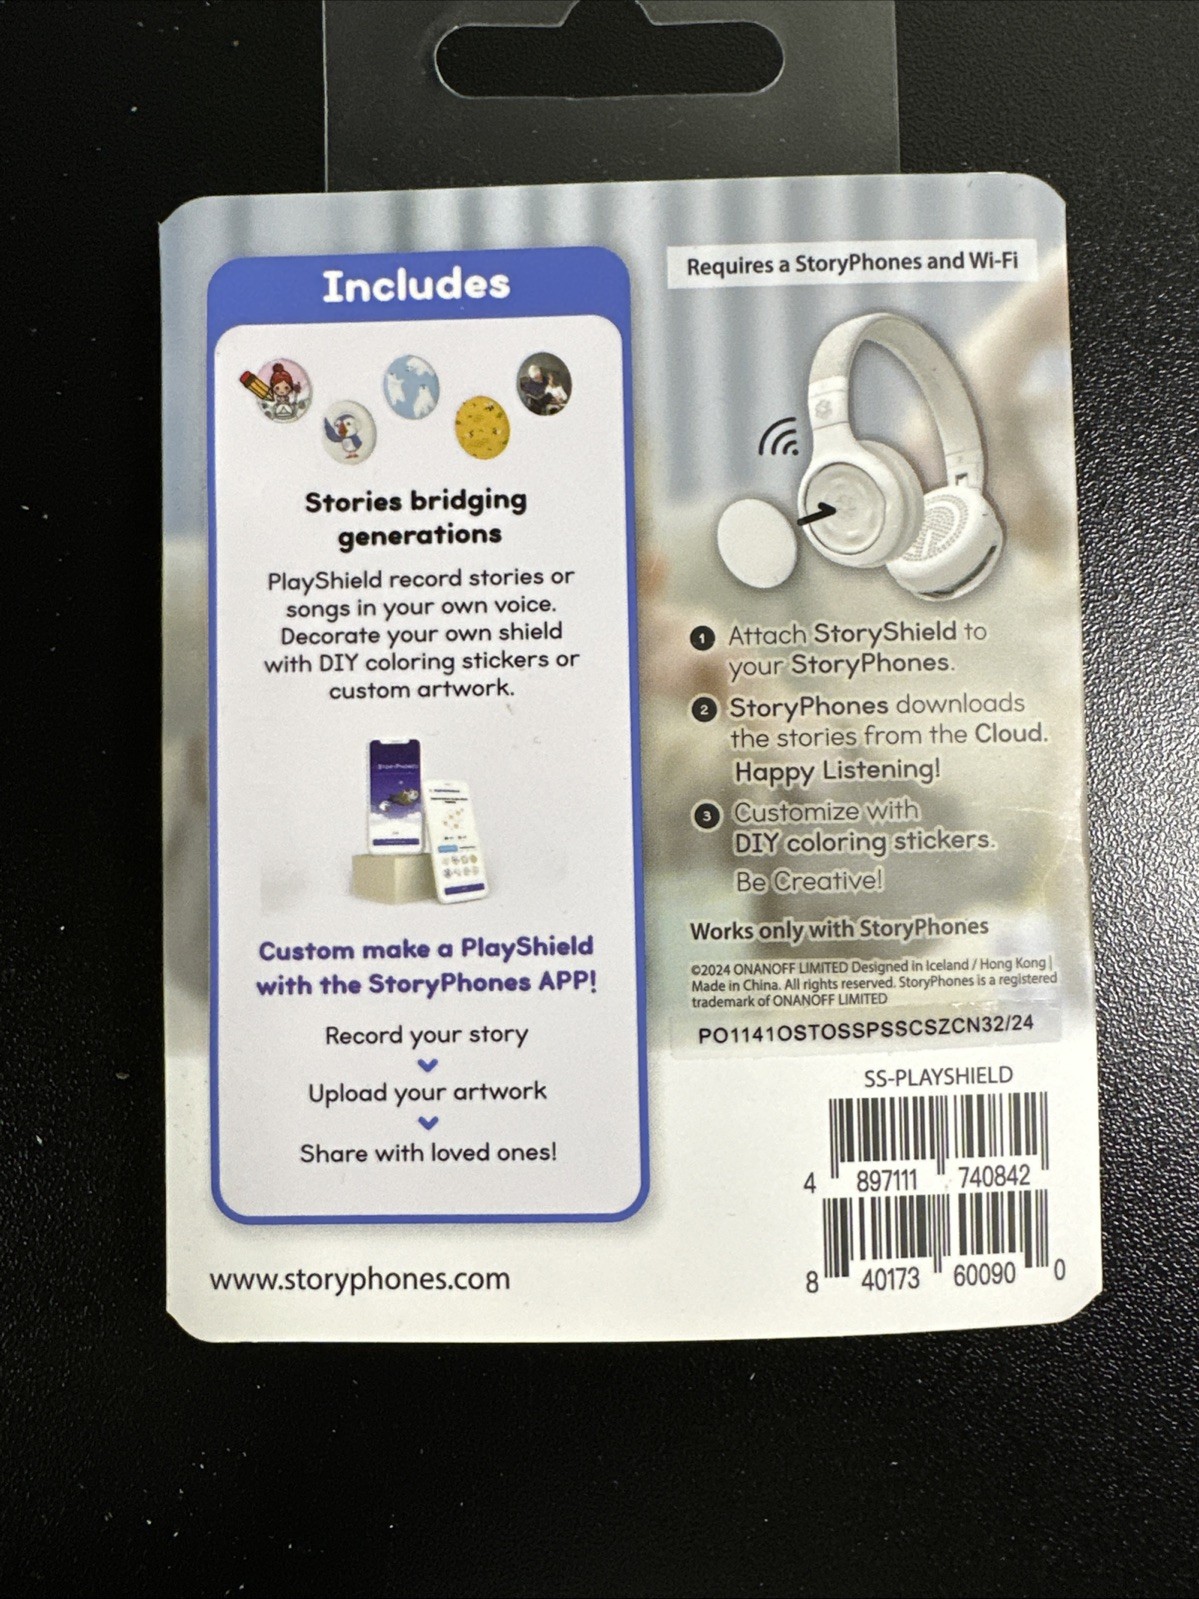 Includes
Stories bridging
generations
PlayShield record stories or
songs in your own voice.
Decorate your own shield
with DIY coloring stickers or
custom artwork.
STORYPHONES
Custom make a PlayShield
with the StoryPhones APP!
Record your story
Upload your artwork
Share with loved ones!
www.storyphones.com
Requires a StoryPhones and Wi-Fi
1 Attach StoryShield to
your StoryPhones.
2 StoryPhones downloads
the stories from the Cloud.
Happy Listening!
3 Customize with
DIY coloring stickers.
Be Creative!
Works only with StoryPhones
©2024 ONANOFF LIMITED Designed in Iceland / Hong Kong |
Made in China. All rights reserved. StoryPhones is a registered
trademark of ONANOFF LIMITED
PO1141OSTOSSPSSCSZCN32/24
SS-PLAYSHIELD
4 897111 740842
8 40173 60090 0